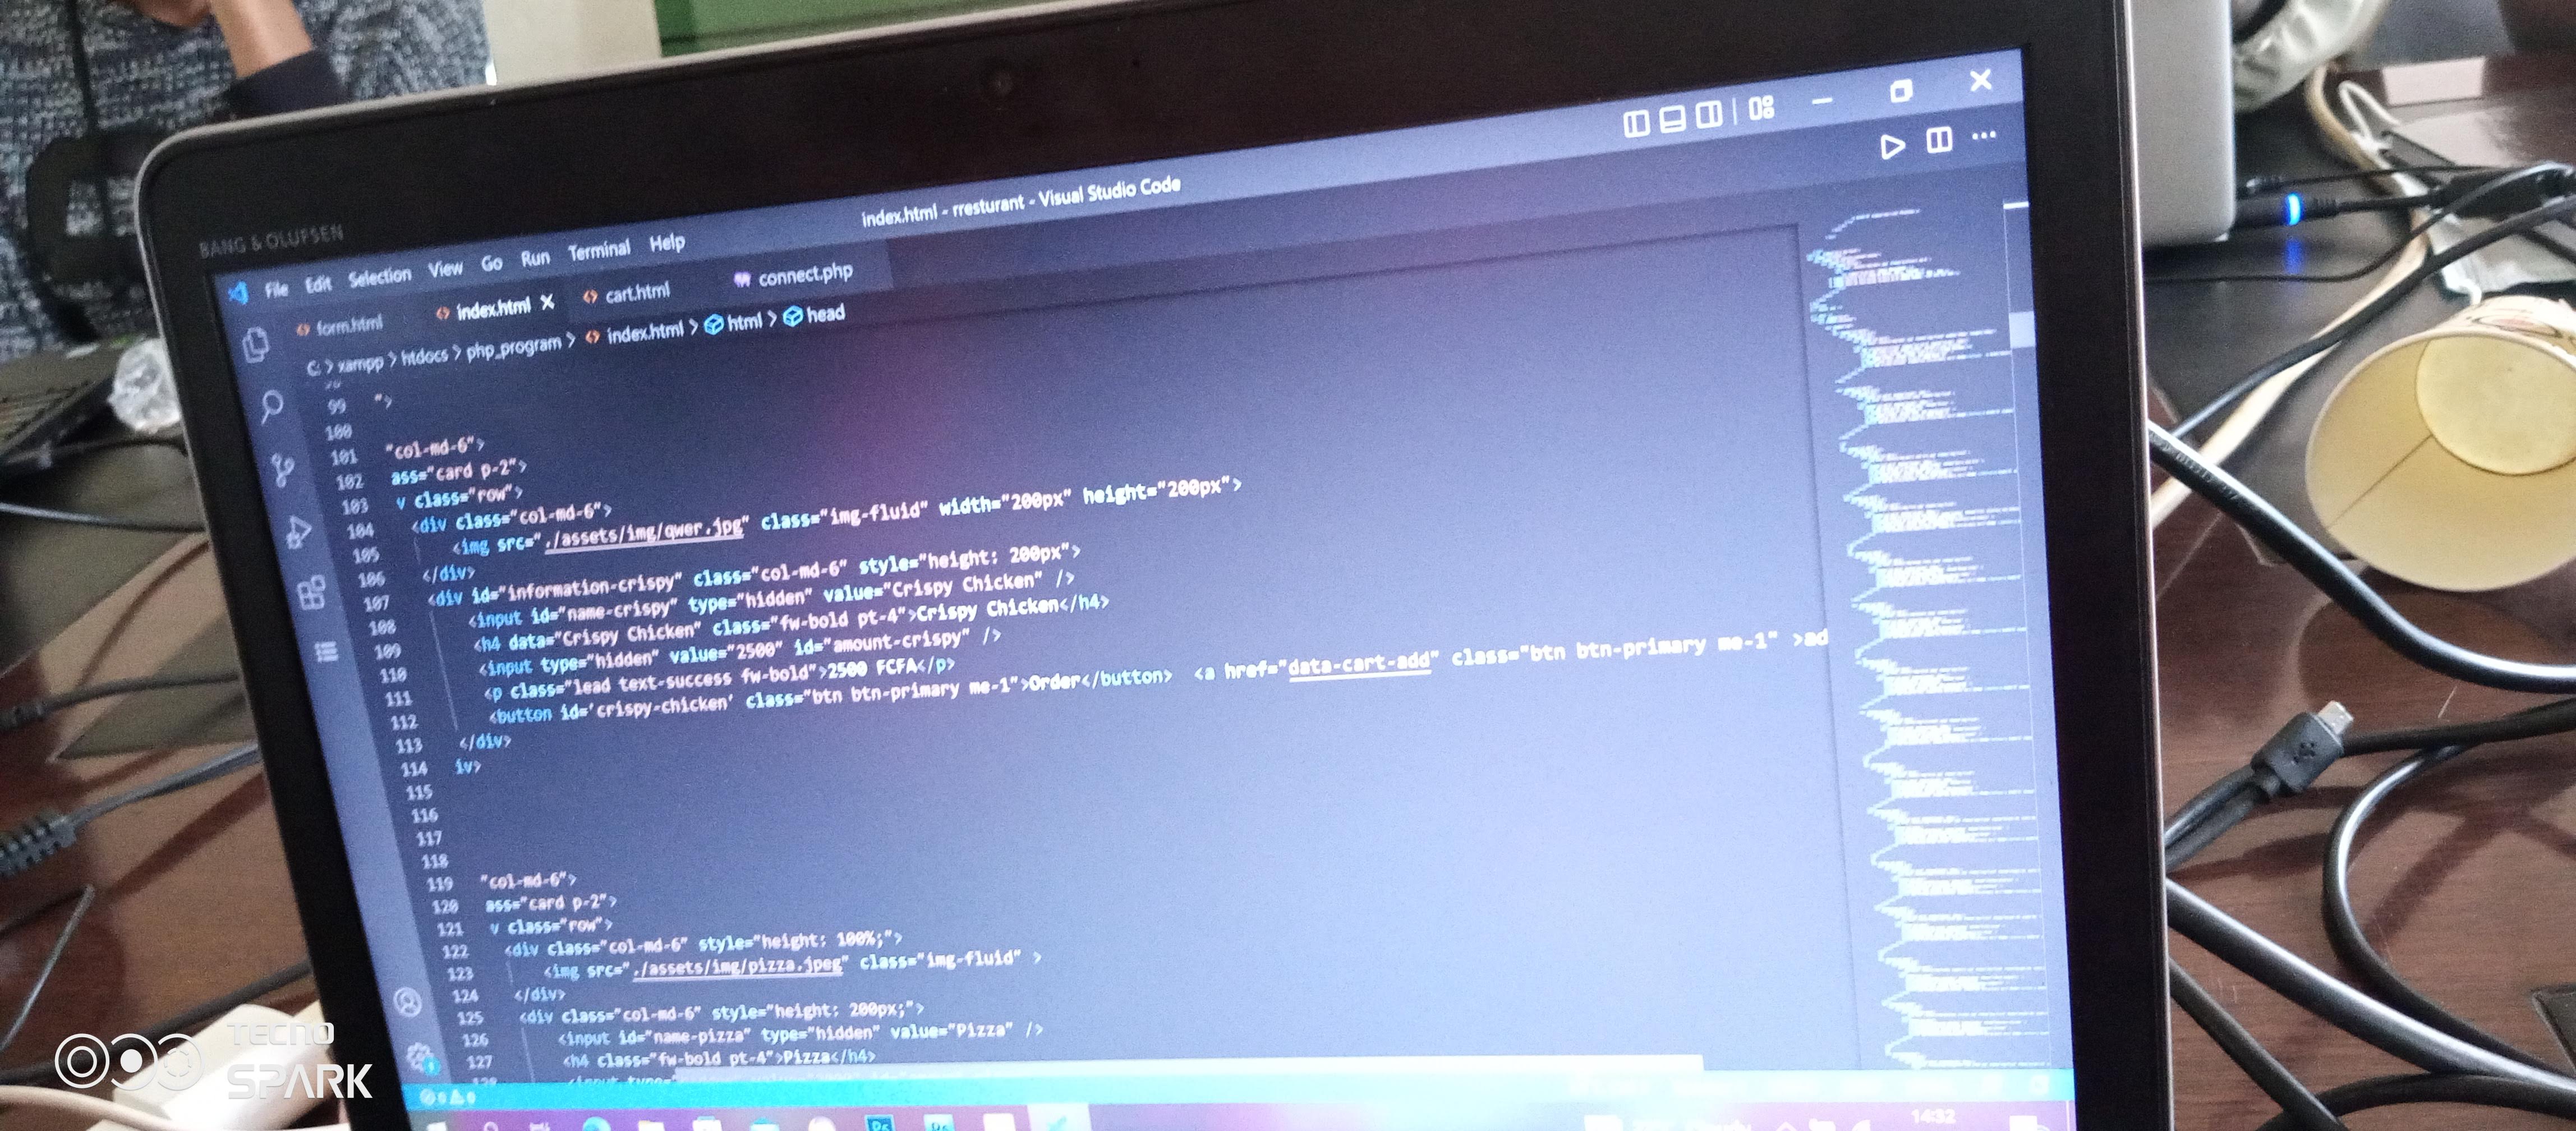 BANG & OLUFSEN
File Edit Selection View Go Run Terminal Help
index.html - rresturant - Visual Studio Code
form.html index.html cart.html connect.php
C: > xampp > htdocs > php_program > index.html > html > head
99 ">
100
101 "col-md-6">
102 ass="card p-2">
103 v class="row">
104 <div class="col-md-6">
105 <img src="./assets/img/qwer.jpg" class="img-fluid" width="200px" height="200px">
106 </div>
107 <div id="information-crispy" class="col-md-6" style="height: 200px">
108 <input id="name-crispy" type="hidden" value="Crispy Chicken" />
109 <h4 data="Crispy Chicken" class="fw-bold pt-4">Crispy Chicken</h4>
110 <input type="hidden" value="2500" id="amount-crispy" />
111 <p class="lead text-success fw-bold">2500 FCFA</p>
112 <button id='crispy-chicken' class="btn btn-primary me-1">Order</button> <a href="data-cart-add" class="btn btn-primary me-1" >ad
113 </div>
114 iv>
115
116
117
118
119 "col-md-6">
120 ass="card p-2">
121 v class="row">
122 <div class="col-md-6" style="height: 100%;">
123 <img src="./assets/img/pizza.jpeg" class="img-fluid" >
124 </div>
125 <div class="col-md-6" style="height: 200px;">
126 <input id="name-pizza" type="hidden" value="Pizza" />
127 <h4 class="fw-bold pt-4">Pizza</h4>
128 <input type=
14:32
TECNO
SPARK